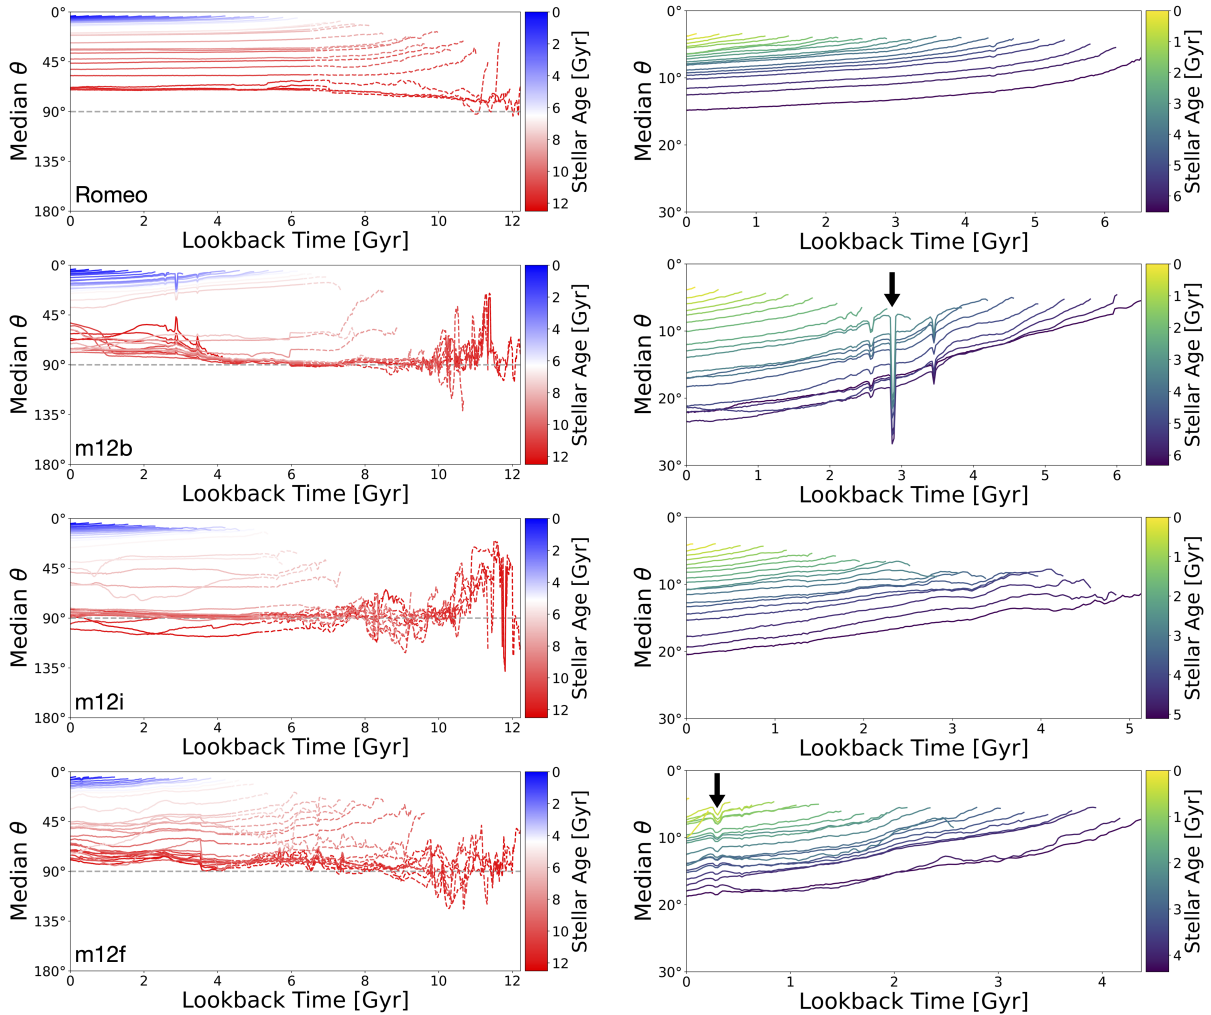 0°
45°
90°
135°
180°
Median θ
Romeo
0 2 4 6 8 10 12
Lookback Time [Gyr]
0
2
4
6
8
10
12
Stellar Age [Gyr]
0°
10°
20°
30°
Median θ
0 1 2 3 4 5 6
Lookback Time [Gyr]
0
1
2
3
4
5
6
Stellar Age [Gyr]
0°
45°
90°
135°
180°
Median θ
m12b
0 2 4 6 8 10 12
Lookback Time [Gyr]
0
2
4
6
8
10
12
Stellar Age [Gyr]
0°
10°
20°
30°
Median θ
0 1 2 3 4 5 6
Lookback Time [Gyr]
0
1
2
3
4
5
6
Stellar Age [Gyr]
0°
45°
90°
135°
180°
Median θ
m12i
0 2 4 6 8 10 12
Lookback Time [Gyr]
0
2
4
6
8
10
12
Stellar Age [Gyr]
0°
10°
20°
30°
Median θ
0 1 2 3 4 5
Lookback Time [Gyr]
0
1
2
3
4
5
Stellar Age [Gyr]
0°
45°
90°
135°
180°
Median θ
m12f
0 2 4 6 8 10 12
Lookback Time [Gyr]
0
2
4
6
8
10
12
Stellar Age [Gyr]
0°
10°
20°
30°
Median θ
0 1 2 3 4
Lookback Time [Gyr]
0
1
2
3
4
Stellar Age [Gyr]